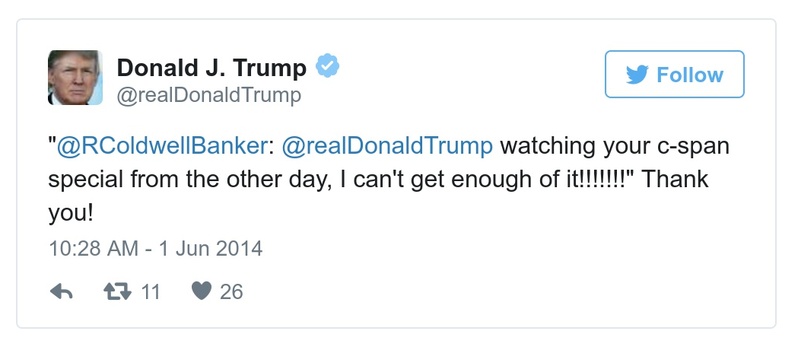 Donald J. Trump
@realDonaldTrump
Follow
"@RColdwellBanker: @realDonaldTrump watching your c-span
special from the other day, I can't get enough of it!!!!!!!" Thank
you!
10:28 AM - 1 Jun 2014
11
26